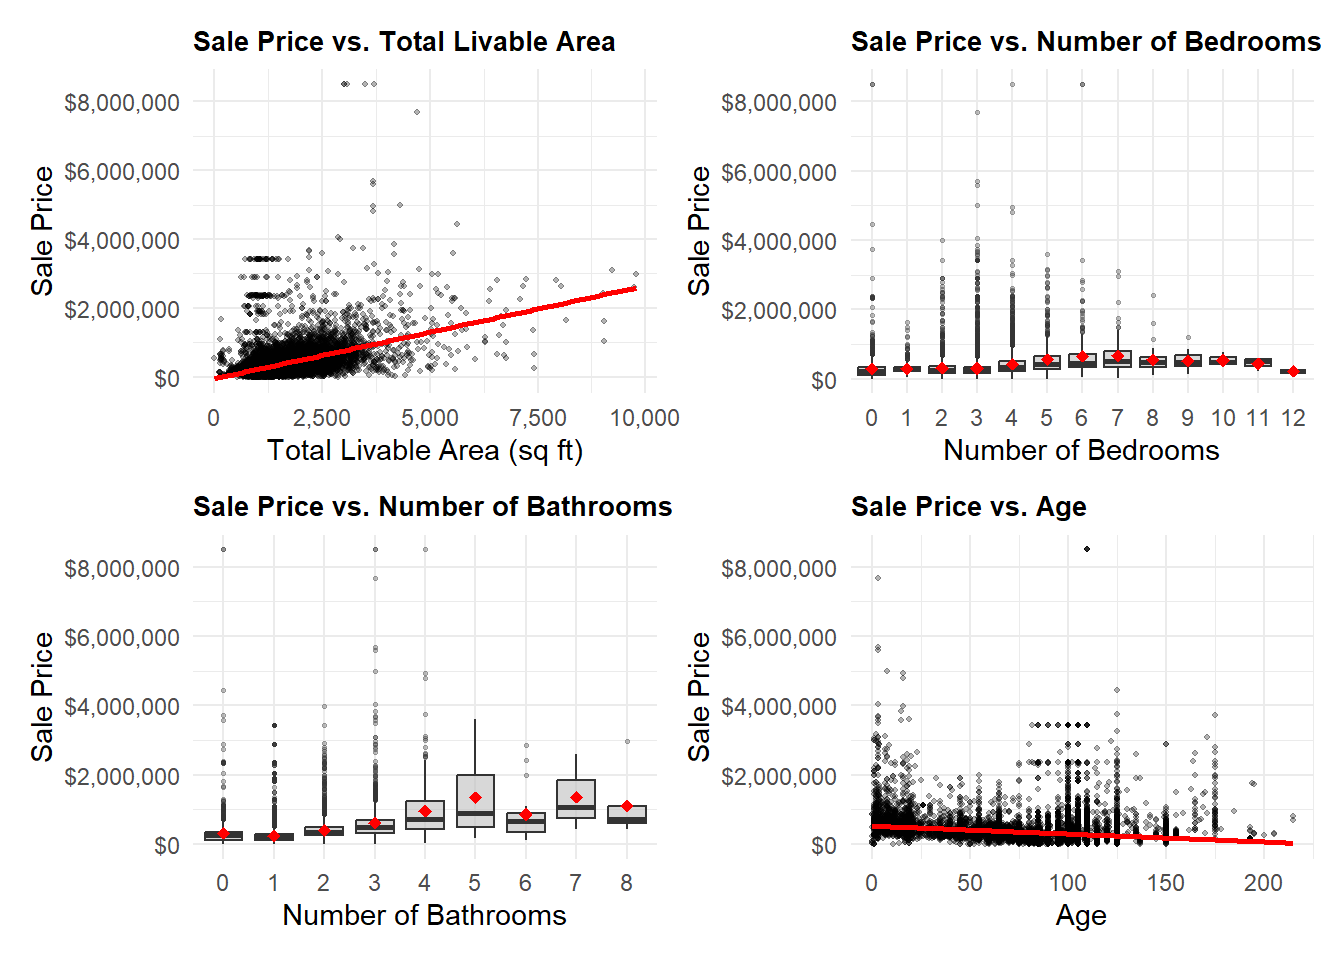 Sale Price vs. Total Livable Area
$8,000,000
$6,000,000
$4,000,000
$2,000,000
$0
Sale Price
0 2,500 5,000 7,500 10,000
Total Livable Area (sq ft)
Sale Price vs. Number of Bedrooms
$8,000,000
$6,000,000
$4,000,000
$2,000,000
$0
Sale Price
0 1 2 3 4 5 6 7 8 9 10 11 12
Number of Bedrooms
Sale Price vs. Number of Bathrooms
$8,000,000
$6,000,000
$4,000,000
$2,000,000
$0
Sale Price
0 1 2 3 4 5 6 7 8
Number of Bathrooms
Sale Price vs. Age
$8,000,000
$6,000,000
$4,000,000
$2,000,000
$0
Sale Price
0 50 100 150 200
Age